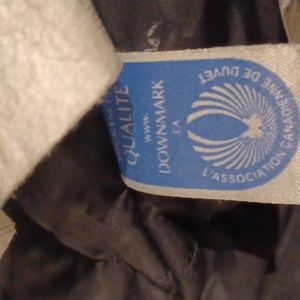 QUALITÉ
www.
DOWNMARK
.CA
L'ASSOCIATION CANADIENNE DE DUVET